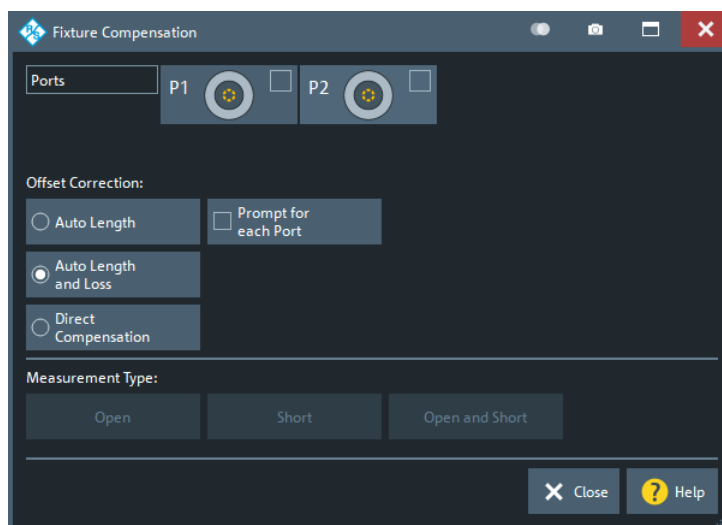 Fixture Compensation
Ports
P1
P2
Offset Correction:
Auto Length
Prompt for
each Port
Auto Length
and Loss
Direct
Compensation
Measurement Type:
Open
Short
Open and Short
Close
? Help